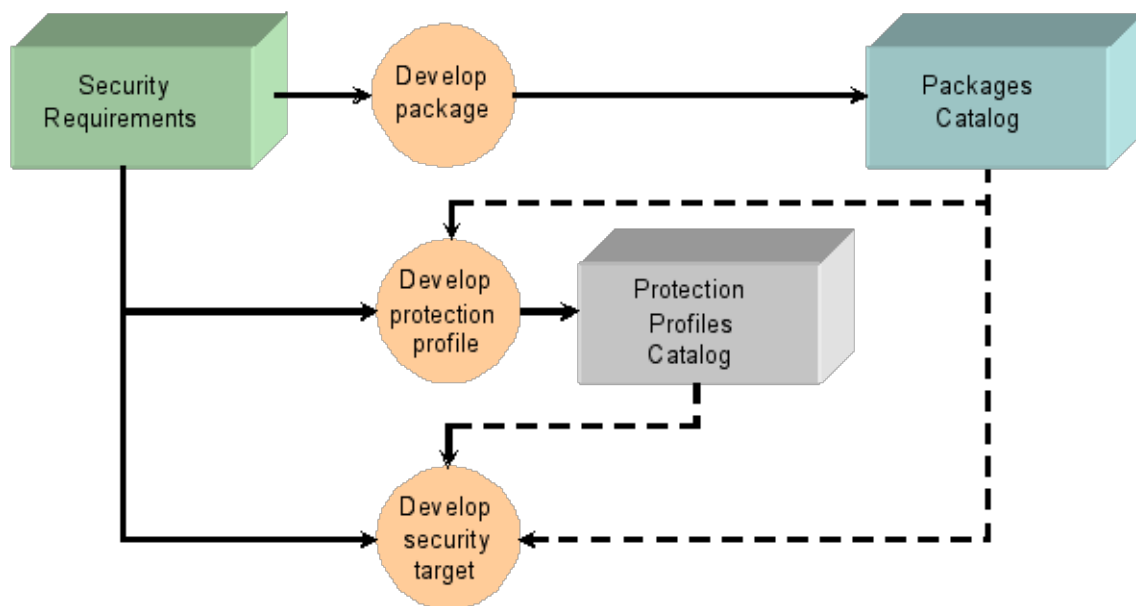 Security
Requirements
Develop
package
Packages
Catalog
Develop
protection
profile
Protection
Profiles
Catalog
Develop
security
target